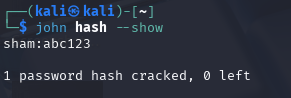 ┌──(kali㉿kali)-[~]
└─$ john hash --show
sham:abc123
1 password hash cracked, 0 left